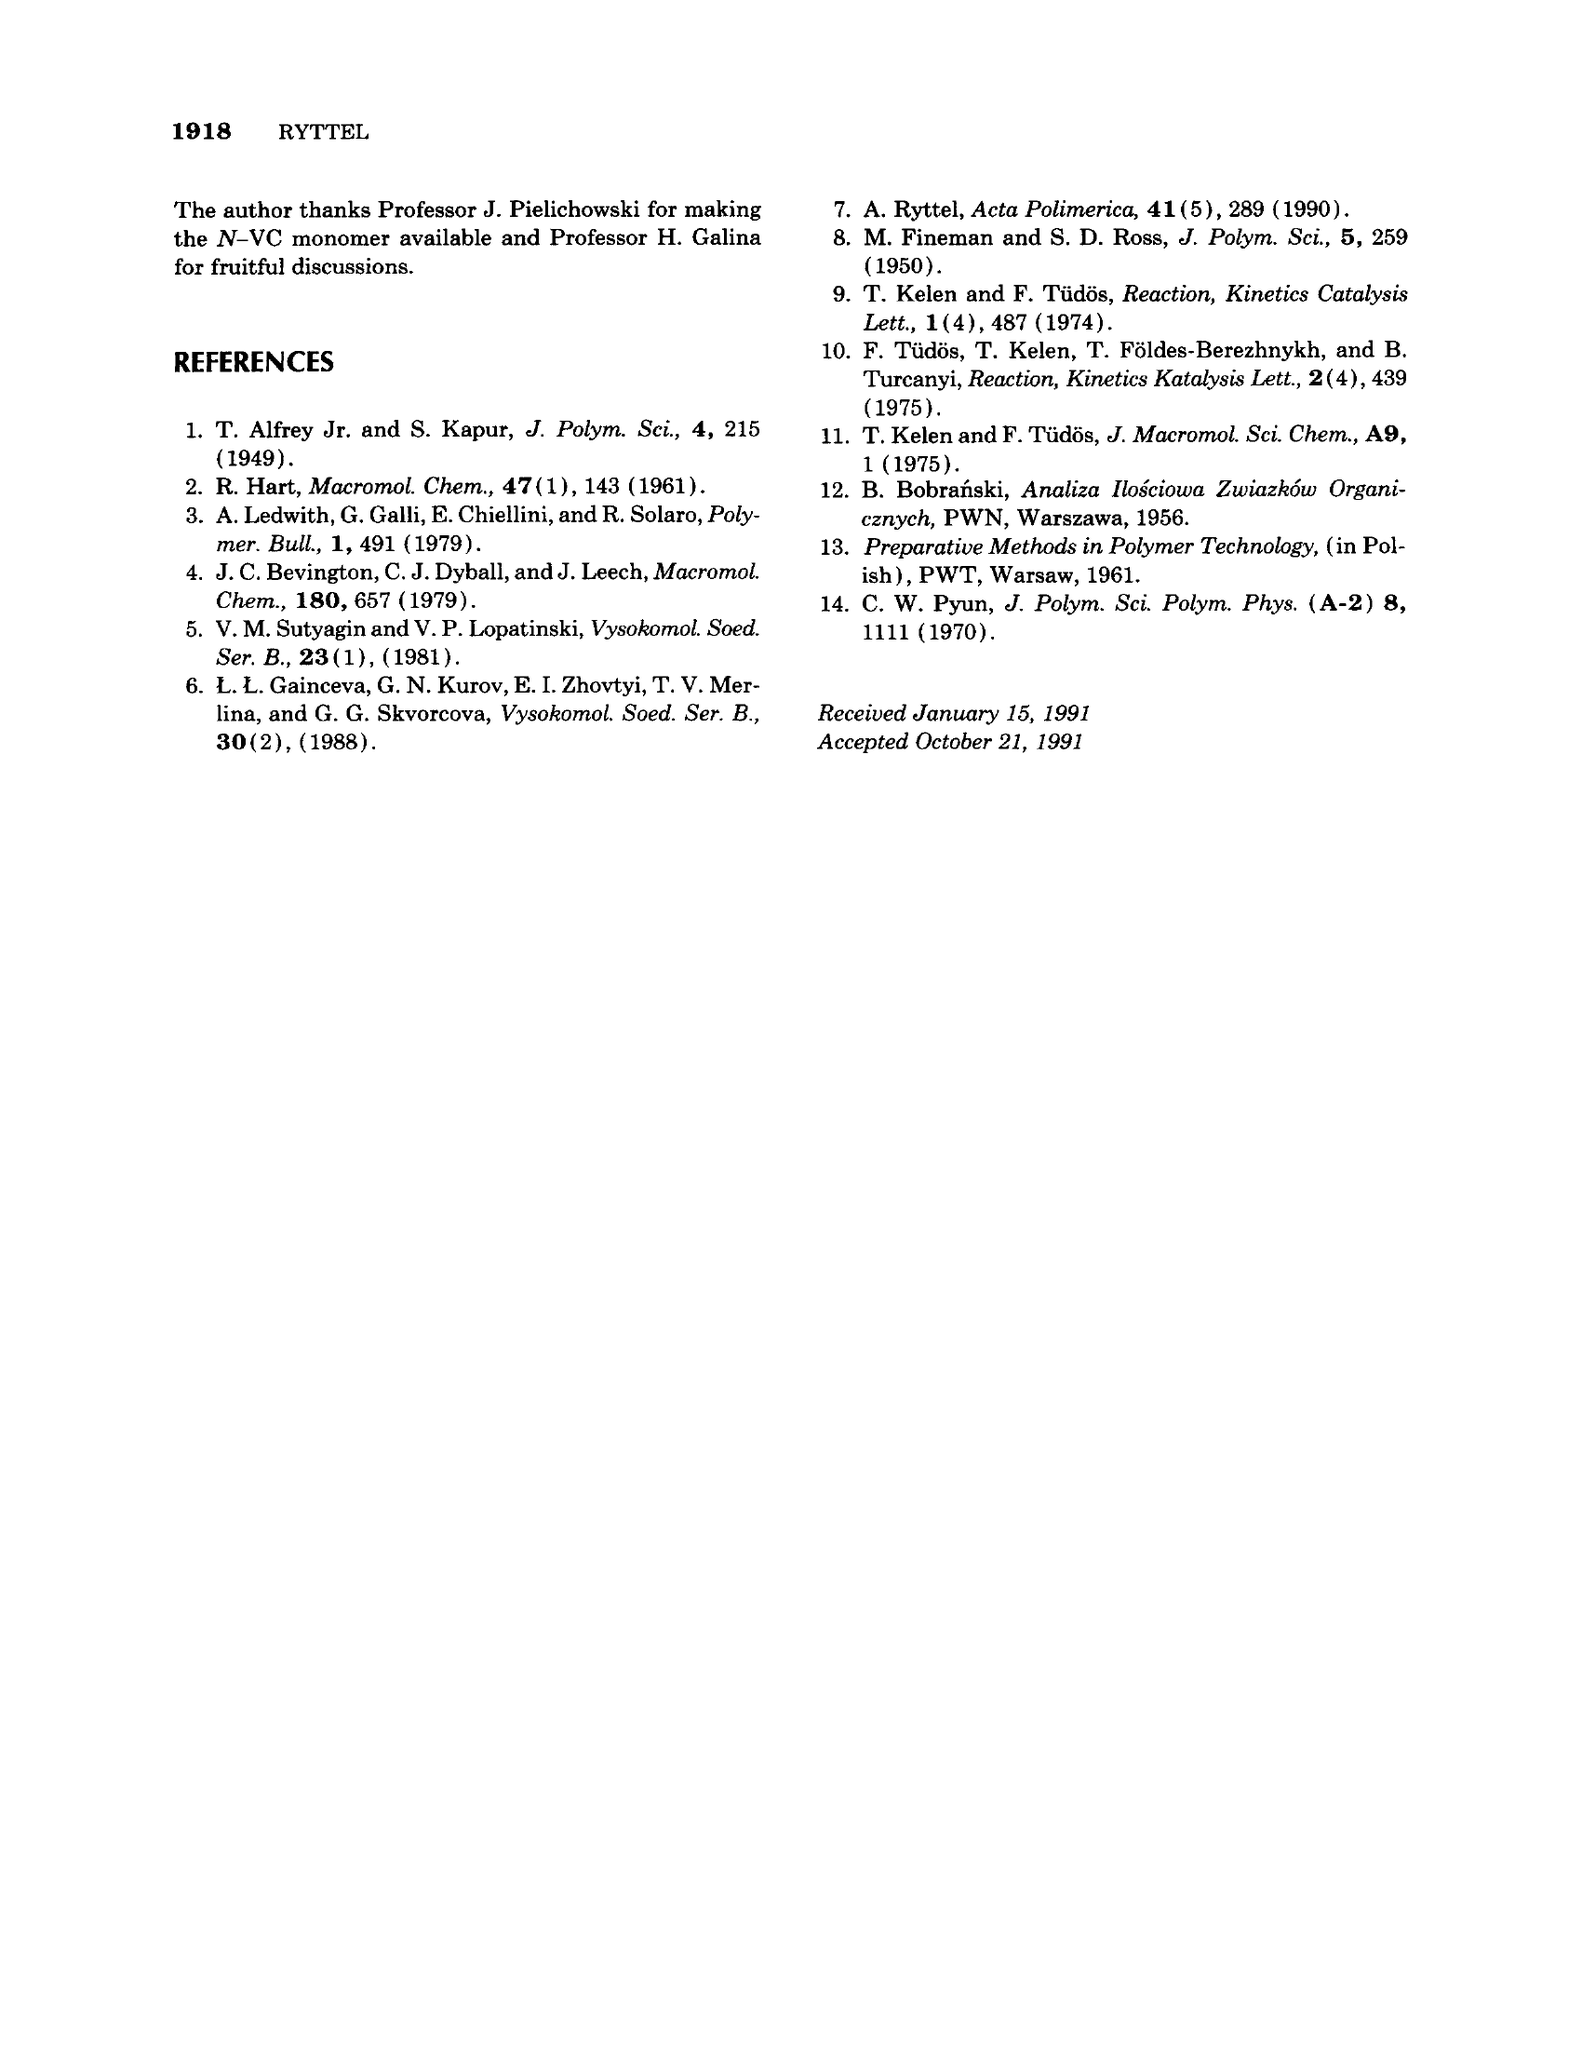 1918 RYTTEL
The author thanks Professor J. Pielichowski for making
the N–VC monomer available and Professor H. Galina
for fruitful discussions.
REFERENCES
1. T. Alfrey Jr. and S. Kapur, J. Polym. Sci., 4, 215
(1949).
2. R. Hart, Macromol. Chem., 47(1), 143 (1961).
3. A. Ledwith, G. Galli, E. Chiellini, and R. Solaro, Poly-
mer. Bull., 1, 491 (1979).
4. J. C. Bevington, C. J. Dyball, and J. Leech, Macromol.
Chem., 180, 657 (1979).
5. V. M. Sutyagin and V. P. Lopatinski, Vysokomol. Soed.
Ser. B., 23(1), (1981).
6. Ł. Ł. Gainceva, G. N. Kurov, E. I. Zhovtyi, T. V. Mer-
lina, and G. G. Skvorcova, Vysokomol. Soed. Ser. B.,
30(2), (1988).
7. A. Ryttel, Acta Polimerica, 41(5), 289 (1990).
8. M. Fineman and S. D. Ross, J. Polym. Sci., 5, 259
(1950).
9. T. Kelen and F. Tüdös, Reaction, Kinetics Catalysis
Lett., 1(4), 487 (1974).
10. F. Tüdös, T. Kelen, T. Földes-Berezhnykh, and B.
Turcanyi, Reaction, Kinetics Katalysis Lett., 2(4), 439
(1975).
11. T. Kelen and F. Tüdös, J. Macromol. Sci. Chem., A9,
1 (1975).
12. B. Bobrański, Analiza Ilościowa Zwiazków Organi-
cznych, PWN, Warszawa, 1956.
13. Preparative Methods in Polymer Technology, (in Pol-
ish), PWT, Warsaw, 1961.
14. C. W. Pyun, J. Polym. Sci. Polym. Phys. (A-2) 8,
1111 (1970).
Received January 15, 1991
Accepted October 21, 1991